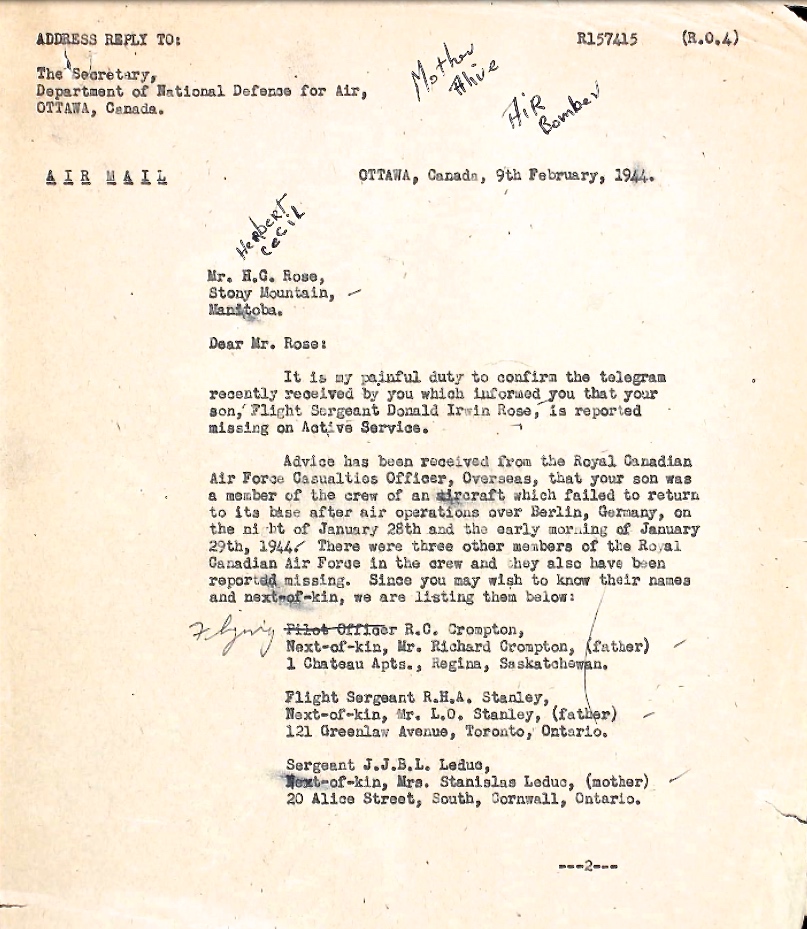 ADDRESS REPLY TO: R157415 (R.O.4)
Mother
Alive
The Secretary,
Department of National Defense for Air,
OTTAWA, Canada.
AIR
Bomber
AIR MAIL OTTAWA, Canada, 9th February, 1944.
Herbert
Cecil
Mr. H.C. Rose,
Stony Mountain,
Manitoba.
Dear Mr. Rose:
It is my painful duty to confirm the telegram
recently received by you which informed you that your
son, Flight Sergeant Donald Irwin Rose, is reported
missing on Active Service.
Advice has been received from the Royal Canadian
Air Force Casualties Officer, Overseas, that your son was
a member of the crew of an aircraft which failed to return
to its base after air operations over Berlin, Germany, on
the night of January 28th and the early morning of January
29th, 1944. There were three other members of the Royal
Canadian Air Force in the crew and they also have been
reported missing. Since you may wish to know their names
and next-of-kin, we are listing them below:
Flying Pilot Officer R.C. Crompton,
Next-of-kin, Mr. Richard Crompton, (father)
1 Chateau Apts., Regina, Saskatchewan.
Flight Sergeant R.H.A. Stanley,
Next-of-kin, Mr. L.O. Stanley, (father)
121 Greenlaw Avenue, Toronto, Ontario.
Sergeant J.J.B.L. Leduc,
Next-of-kin, Mrs. Stanislas Leduc, (mother)
20 Alice Street, South, Cornwall, Ontario.
---2---